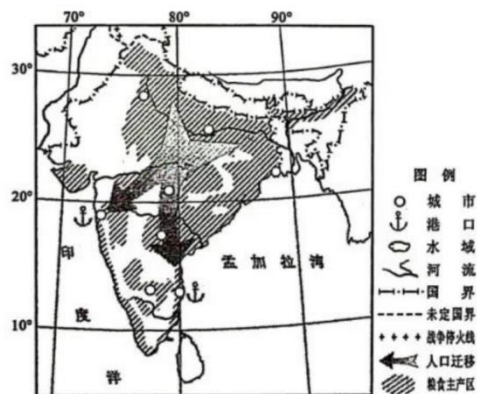 70° 80° 90°
30°
20°
10°
印
度
洋
孟加拉湾
图例
城市
港口
水域
河流
国界
未定国界
战争停火线
人口迁移
粮食主产区